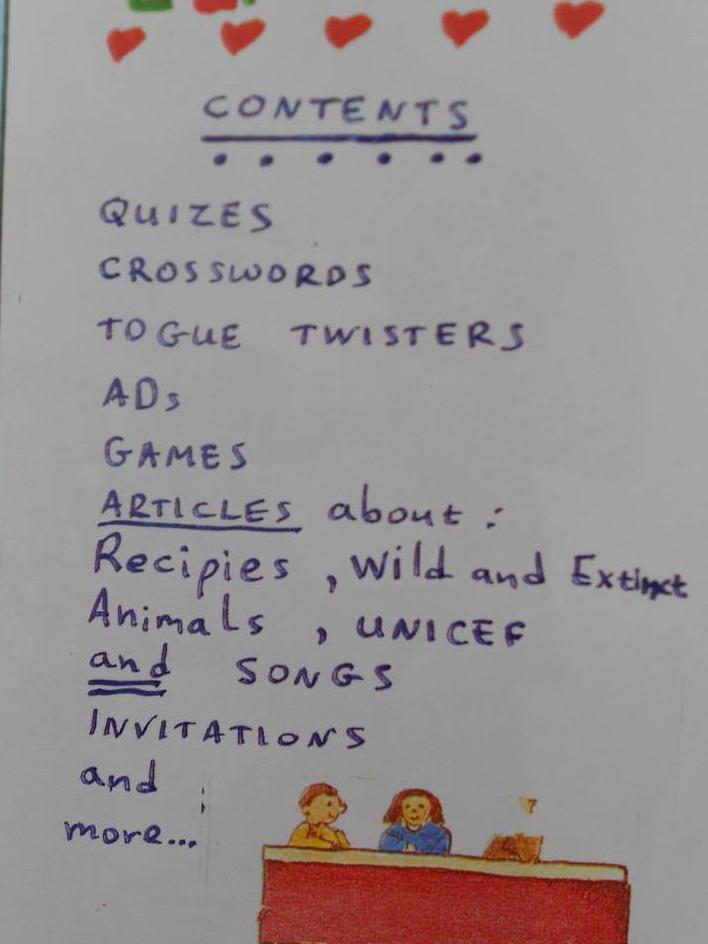 CONTENTS
QUIZES
CROSSWORDS
TOGUE TWISTERS
ADs
GAMES
ARTICLES about :
Recipies , Wild and Extinct
Animals , UNICEF
and SONGS
INVITATIONS
and
more...